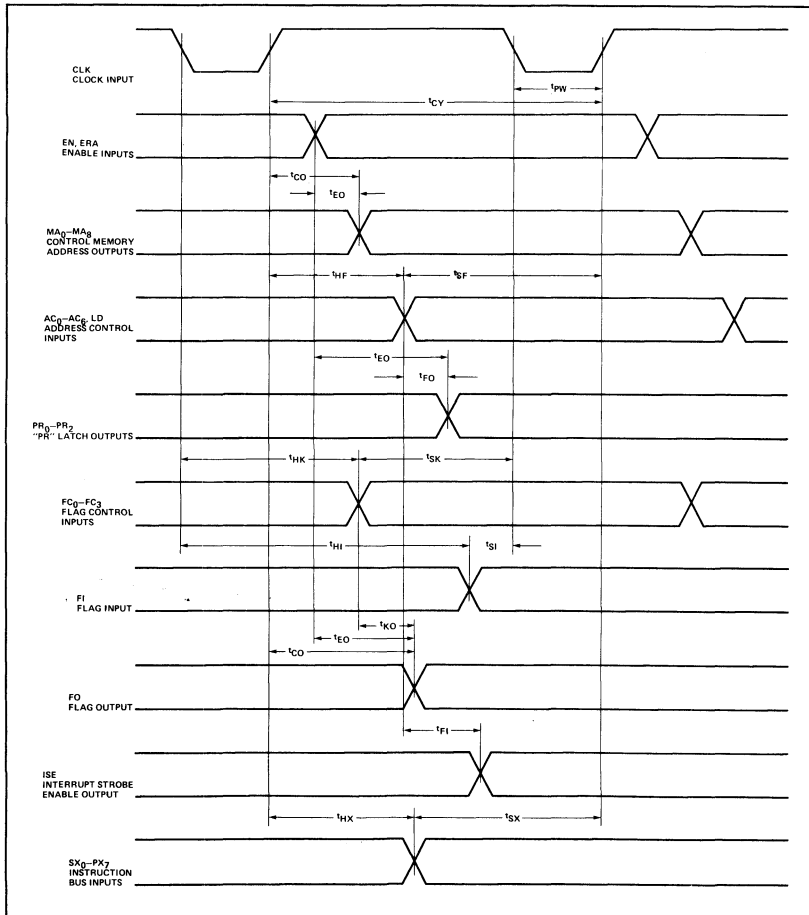 CLK
CLOCK INPUT
tPW
tCY
EN, ERA
ENABLE INPUTS
tCO
tEO
MA0–MA8
CONTROL MEMORY
ADDRESS OUTPUTS
tHF
tSF
AC0–AC6, LD
ADDRESS CONTROL
INPUTS
tEO
tFO
PR0–PR2
"PR" LATCH OUTPUTS
tHK
tSK
FC0–FC3
FLAG CONTROL
INPUTS
tHI
tSI
FI
FLAG INPUT
tKO
tEO
tCO
FO
FLAG OUTPUT
tFI
ISE
INTERRUPT STROBE
ENABLE OUTPUT
tHX
tSX
SX0–PX7
INSTRUCTION
BUS INPUTS